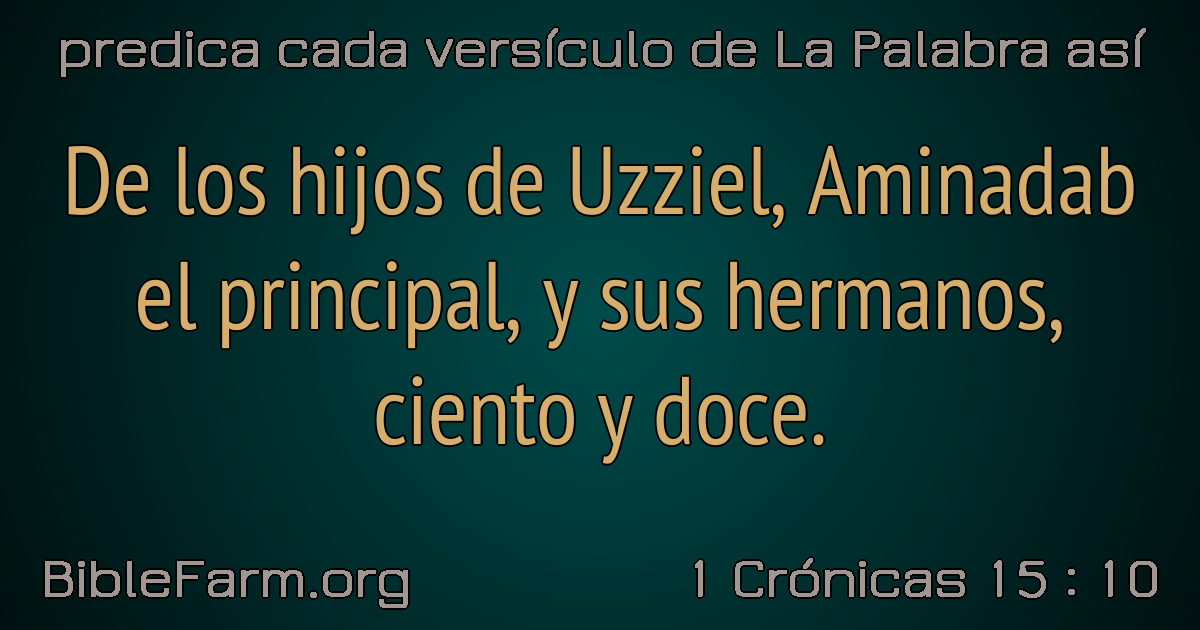 predica cada versículo de La Palabra así
De los hijos de Uzziel, Aminadab
el principal, y sus hermanos,
ciento y doce.
BibleFarm.org
1 Crónicas 15 : 10